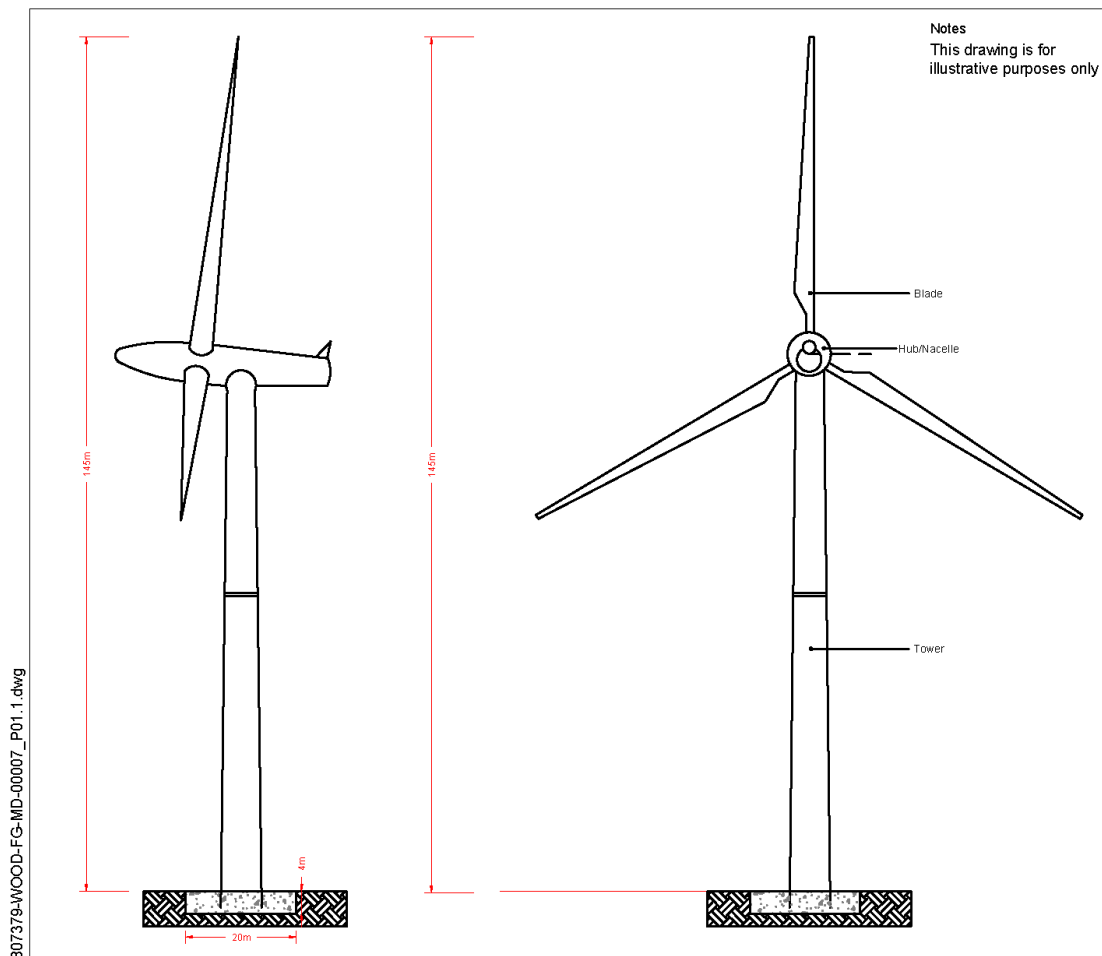 Notes
This drawing is for
illustrative purposes only
Blade
Hub/Nacelle
145m
145m
Tower
4m
20m
807379-WOOD-FG-MD-00007_P01.1.dwg